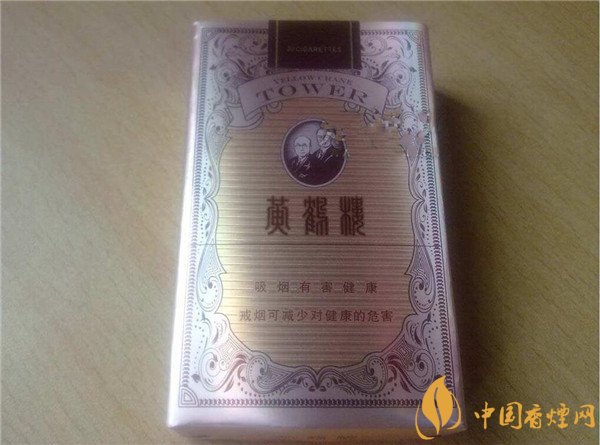 20 CIGARETTES
YELLOW CRANE
TOWER
黄鹤楼
吸烟有害健康
戒烟可减少对健康的危害
中国香烟网